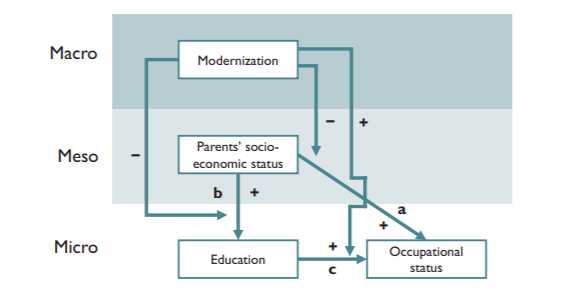 Macro
Modernization
− +
Meso
−
Parents' socio-
economic status
b +
a
+
Micro
Education
+
c
Occupational
status